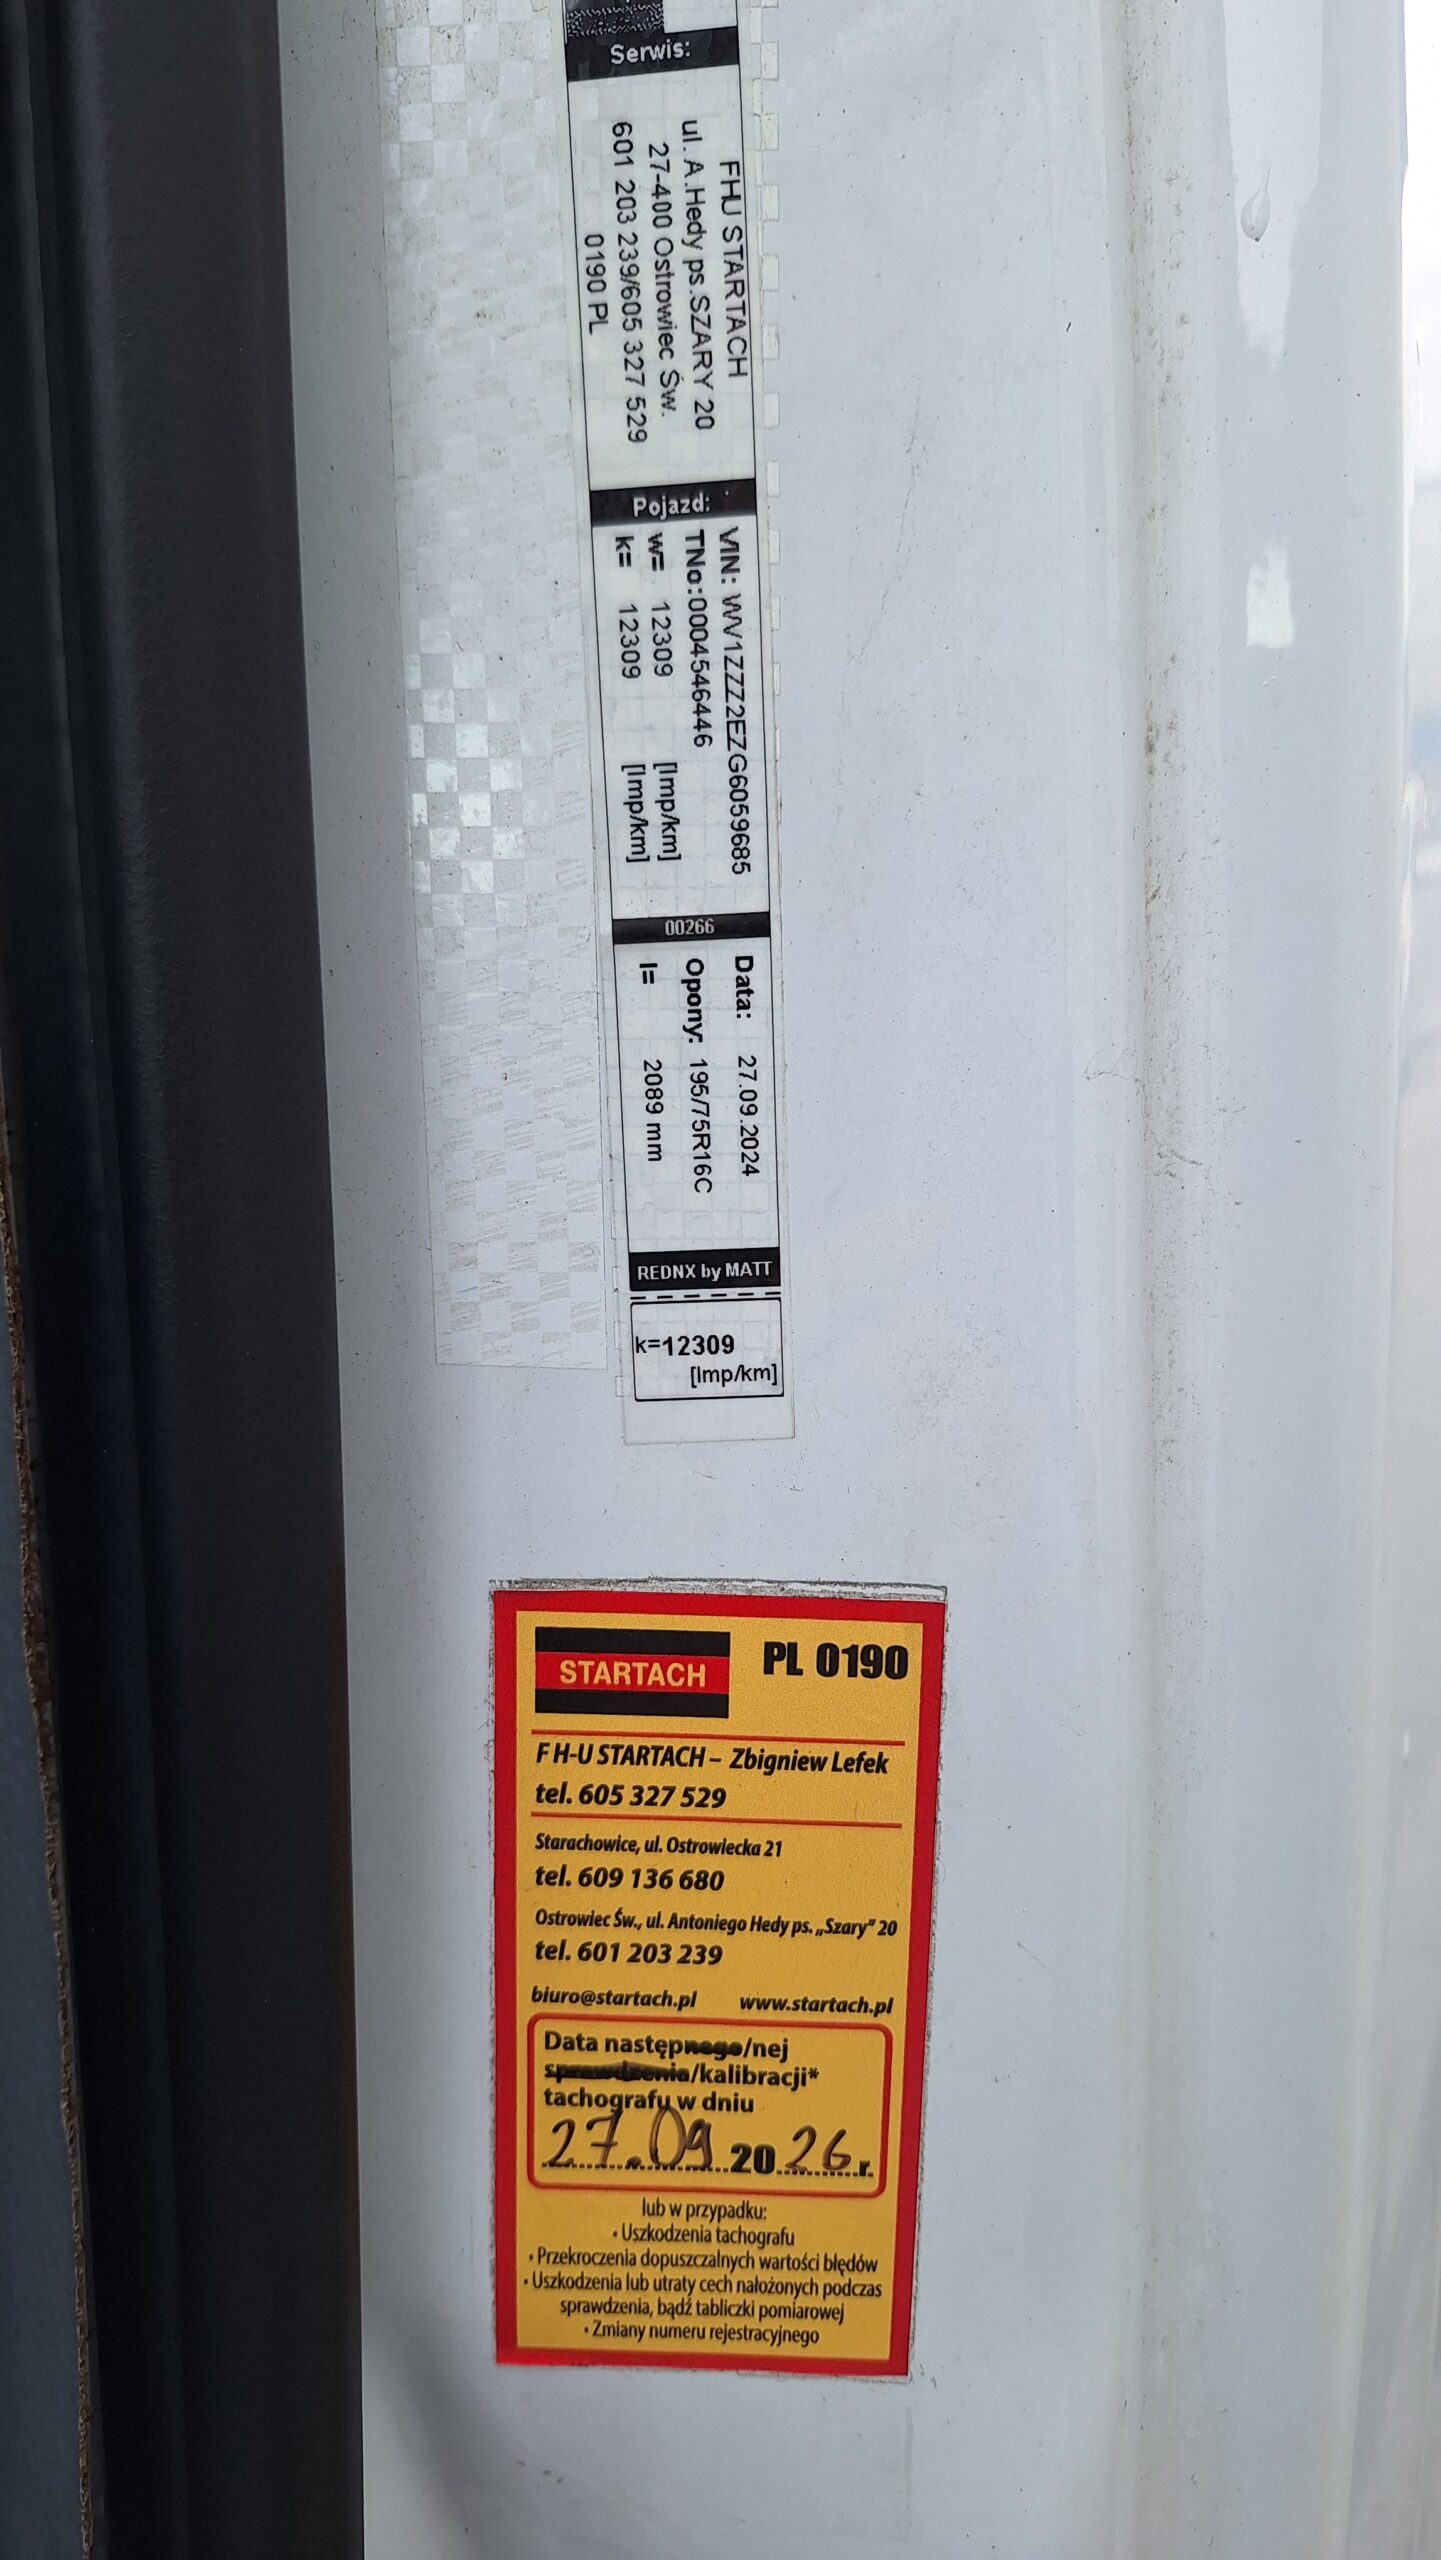 Serwis:
FHU STARTACH
ul. A.Hedy ps.SZARY 20
27-400 Ostrowiec Św.
601 203 239/605 327 529
0190 PL
Pojazd:
VIN: WV1ZZZ2EZG6059685
TNo:0004546446
w= 12309 [Imp/km]
k= 12309 [Imp/km]
00266
Data: 27.09.2024
Opony: 195/75R16C
l= 2089 mm
REDNX by MATT
k=12309
[Imp/km]
STARTACH PL 0190
F H-U STARTACH – Zbigniew Lefek
tel. 605 327 529
Starachowice, ul. Ostrowiecka 21
tel. 609 136 680
Ostrowiec Św., ul. Antoniego Hedy ps. „Szary” 20
tel. 601 203 239
biuro@startach.pl www.startach.pl
Data następnego/nej
sprawdzenia/kalibracji*
tachografu w dniu
27.09.2026r.
lub w przypadku:
• Uszkodzenia tachografu
• Przekroczenia dopuszczalnych wartości błędów
• Uszkodzenia lub utraty cech nałożonych podczas
sprawdzenia, bądź tabliczki pomiarowej
• Zmiany numeru rejestracyjnego